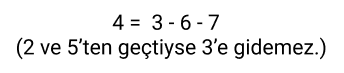 4 = 3 - 6 - 7
(2 ve 5'ten geçtiyse 3'e gidemez.)